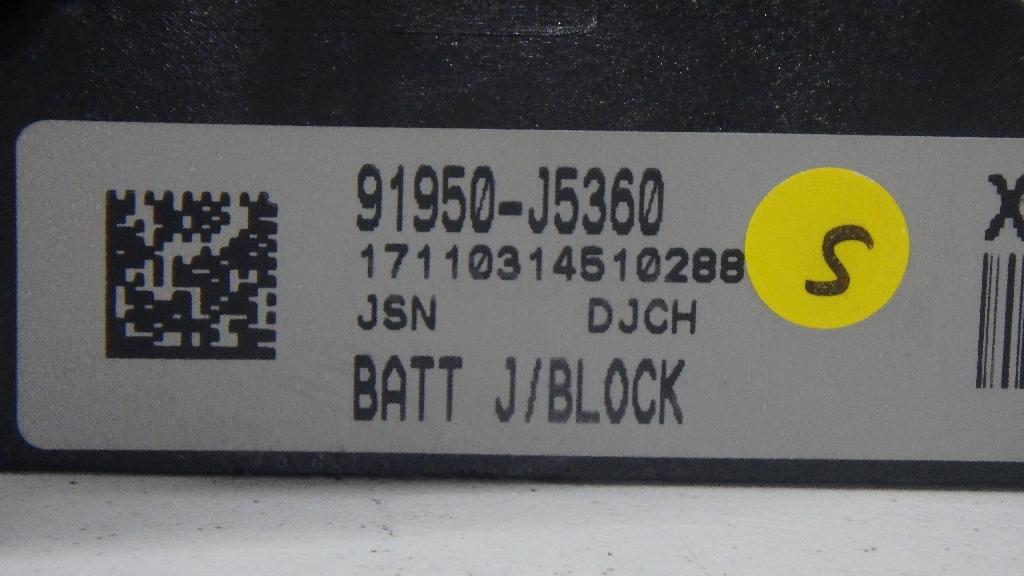 91950-J5360
17110314510288
JSN DJCH
BATT J/BLOCK
S
X